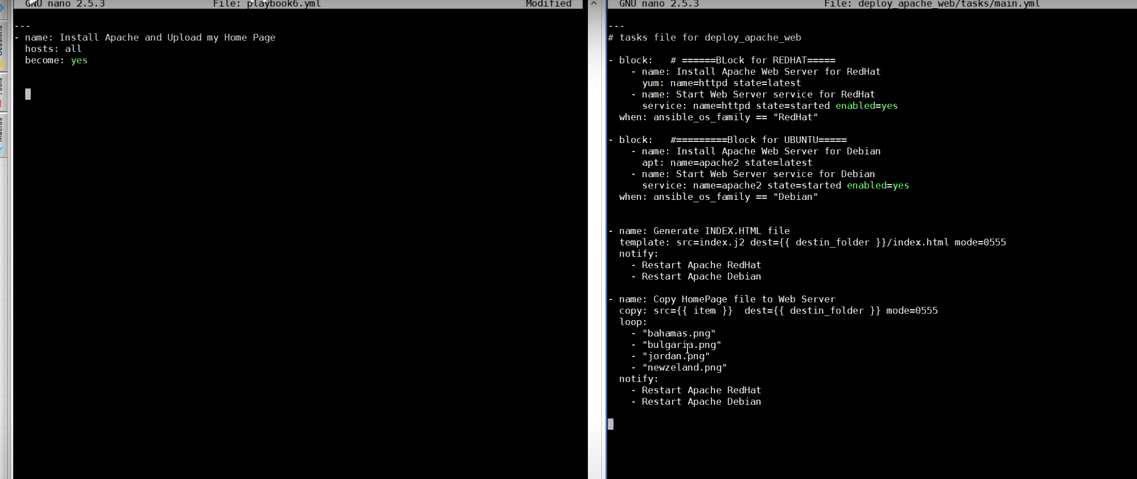 GNU nano 2.5.3 File: playbook6.yml Modified
---
- name: Install Apache and Upload my Home Page
hosts: all
become: yes
GNU nano 2.5.3 File: deploy_apache_web/tasks/main.yml
---
# tasks file for deploy_apache_web
- block: # ======BLock for REDHAT=====
- name: Install Apache Web Server for RedHat
yum: name=httpd state=latest
- name: Start Web Server service for RedHat
service: name=httpd state=started enabled=yes
when: ansible_os_family == "RedHat"
- block: #=========Block for UBUNTU=====
- name: Install Apache Web Server for Debian
apt: name=apache2 state=latest
- name: Start Web Server service for Debian
service: name=apache2 state=started enabled=yes
when: ansible_os_family == "Debian"
- name: Generate INDEX.HTML file
template: src=index.j2 dest={{ destin_folder }}/index.html mode=0555
notify:
- Restart Apache RedHat
- Restart Apache Debian
- name: Copy HomePage file to Web Server
copy: src={{ item }} dest={{ destin_folder }} mode=0555
loop:
- "bahamas.png"
- "bulgaria.png"
- "jordan.png"
- "newzeland.png"
notify:
- Restart Apache RedHat
- Restart Apache Debian